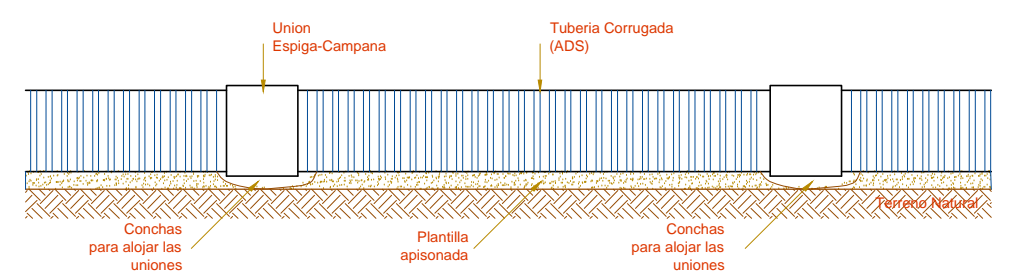 Union
Espiga-Campana
Tuberia Corrugada
(ADS)
Terreno Natural
Conchas
para alojar las
uniones
Plantilla
apisonada
Conchas
para alojar las
uniones